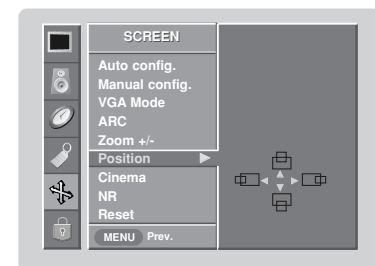 SCREEN
Auto config.
Manual config.
VGA Mode
ARC
Zoom +/-
Position
Cinema
NR
Reset
MENU Prev.